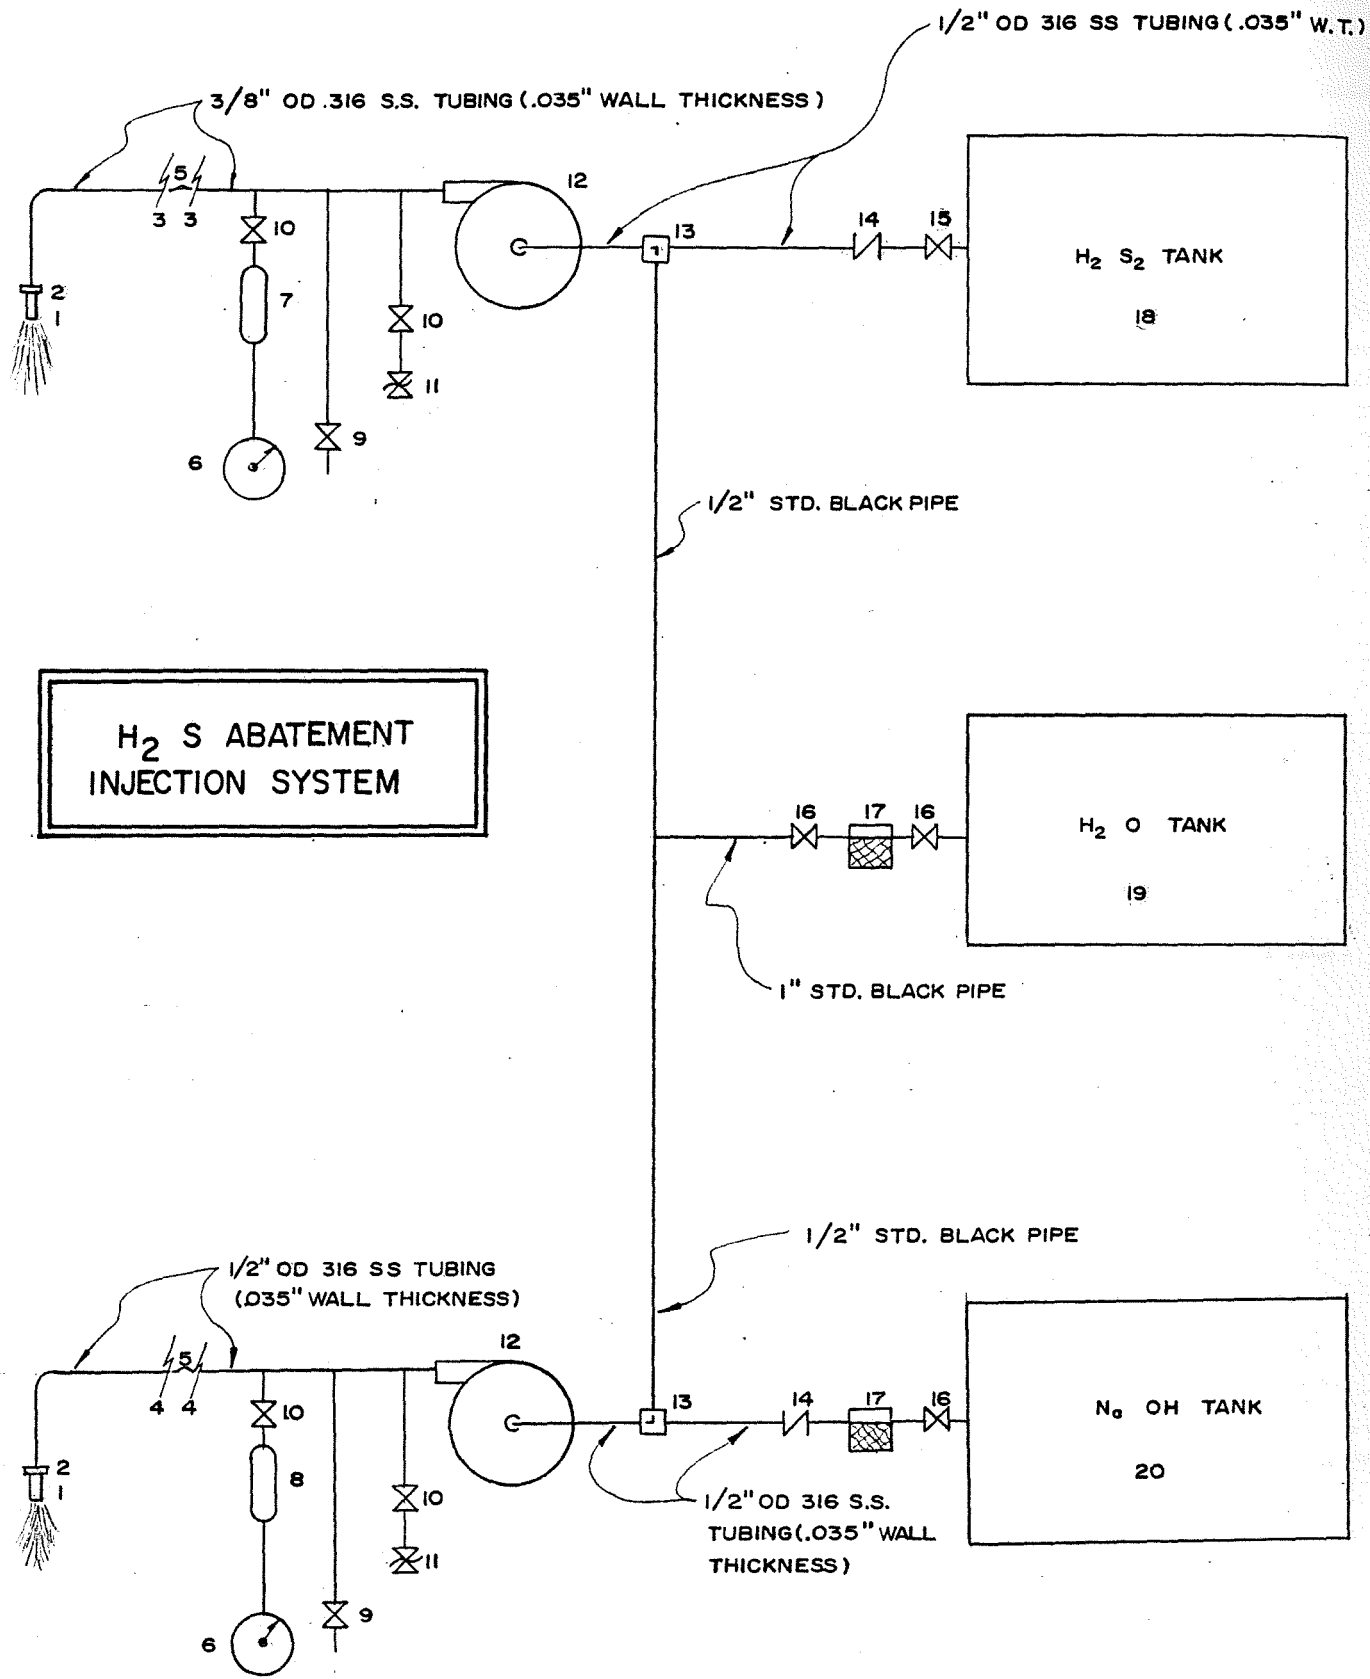 1/2" OD 316 SS TUBING (.035" W.T.)
3/8" OD .316 S.S. TUBING (.035" WALL THICKNESS)
5
3 3
12
10
13
14
15
H2 S2 TANK
18
2
1
7
10
11
9
6
1/2" STD. BLACK PIPE
H2 S ABATEMENT
INJECTION SYSTEM
16 17 16
H2 O TANK
19
1" STD. BLACK PIPE
1/2" STD. BLACK PIPE
1/2" OD 316 SS TUBING
(.035" WALL THICKNESS)
12
5
4 4
10
13
14
17
16
Na OH TANK
20
2
1
8
10
11
9
6
1/2" OD 316 S.S.
TUBING (.035" WALL
THICKNESS)